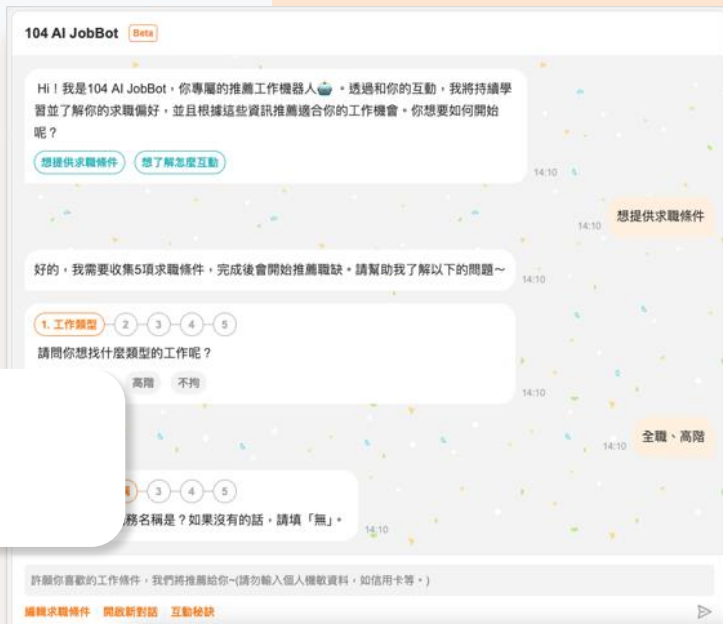 104 AI JobBot Beta
Hi！我是104 AI JobBot，你專屬的推薦工作機器人 。透過和你的互動，我將持續學
習並了解你的求職偏好，並且根據這些資訊推薦適合你的工作機會。你想要如何開始
呢？
想提供求職條件 想了解怎麼互動
14:10
想提供求職條件
14:10
好的，我需要收集5項求職條件，完成後會開始推薦職缺。請幫助我了解以下的問題～
14:10
1. 工作類型 2 3 4 5
請問你想找什麼類型的工作呢？
高階 不拘
14:10
全職、高階
14:10
3 4 5
務名稱是？如果沒有的話，請填「無」。
14:10
許願你喜歡的工作條件，我們將推薦給你~(請勿輸入個人機敏資料，如信用卡等。)
編輯求職條件 開啟新對話 互動秘訣